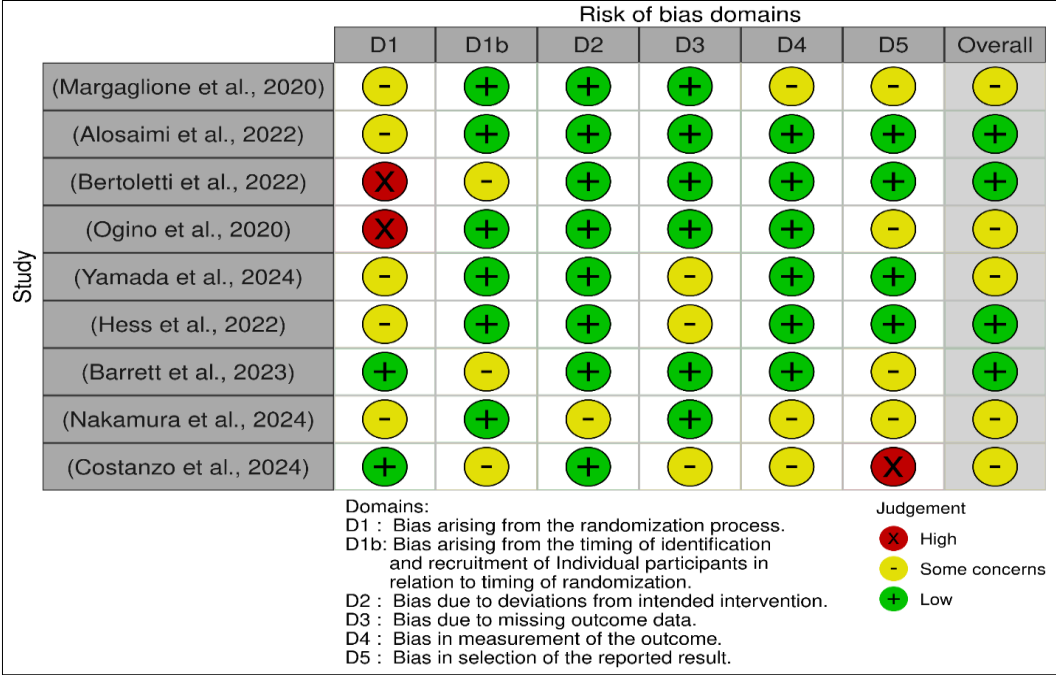 Risk of bias domains
D1 D1b D2 D3 D4 D5 Overall
Study
(Margaglione et al., 2020) - + + + - - -
(Alosaimi et al., 2022) - + + + + + +
(Bertoletti et al., 2022) X - + + + + +
(Ogino et al., 2020) X + + + + - -
(Yamada et al., 2024) - + + - + + -
(Hess et al., 2022) - + + - + + +
(Barrett et al., 2023) + - + + + - +
(Nakamura et al., 2024) - + - + - - -
(Costanzo et al., 2024) + - + - - X -
Domains:
D1 : Bias arising from the randomization process.
D1b: Bias arising from the timing of identification
and recruitment of Individual participants in
relation to timing of randomization.
D2 : Bias due to deviations from intended intervention.
D3 : Bias due to missing outcome data.
D4 : Bias in measurement of the outcome.
D5 : Bias in selection of the reported result.
Judgement
X High
- Some concerns
+ Low